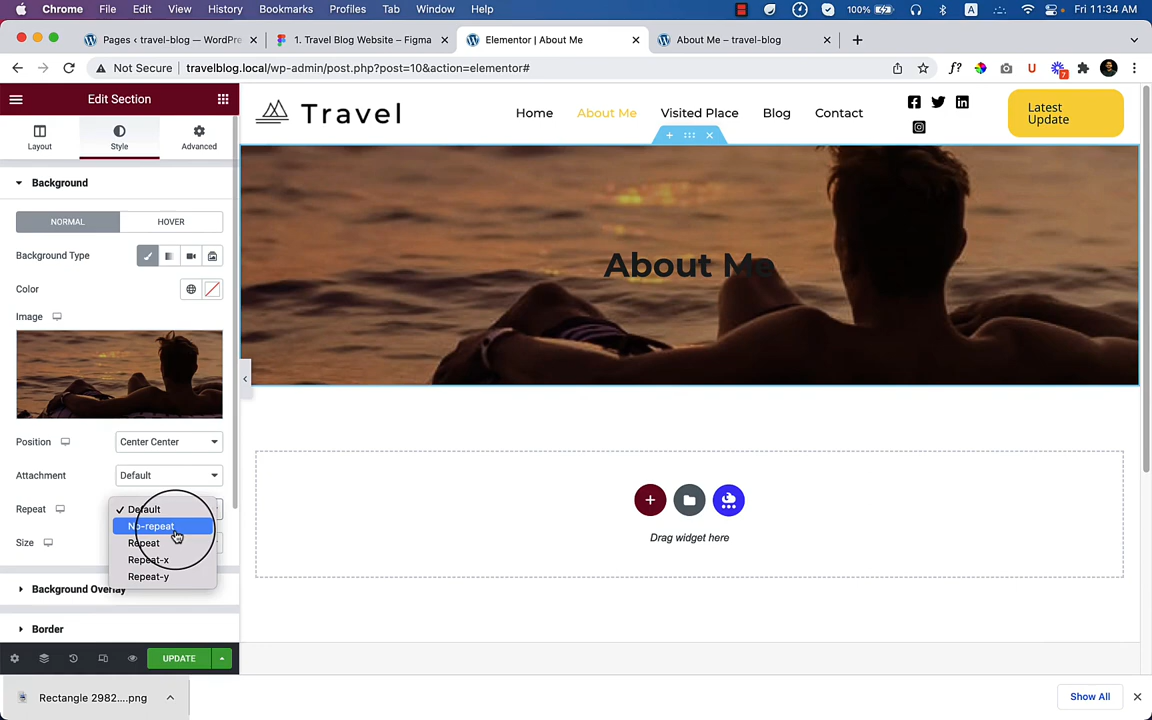 Chrome File Edit View History Bookmarks Profiles Tab Window Help 100% A Fri 11:34 AM
Pages ‹ travel-blog — WordPre 1. Travel Blog Website – Figma Elementor | About Me About Me – travel-blog
Not Secure travelblog.local/wp-admin/post.php?post=10&action=elementor# f? U 7
Edit Section
Layout Style Advanced
Travel Home About Me Visited Place Blog Contact
Latest
Update
Background
NORMAL HOVER
Background Type
Color
Image
About Me
Position Center Center
Attachment Default
Repeat
Default
No-repeat
Repeat
Repeat-x
Repeat-y
Size
Drag widget here
Background Overlay
Border
UPDATE
Rectangle 2982....png
Show All